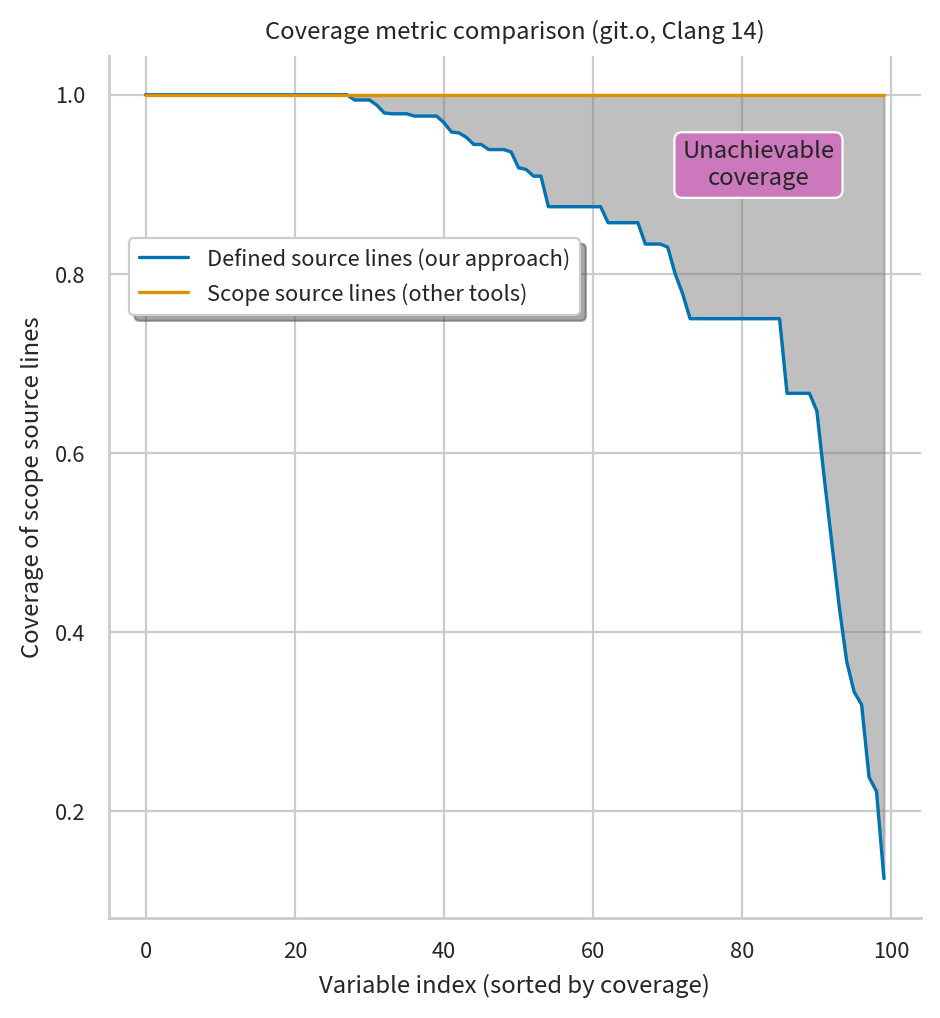 Coverage metric comparison (git.o, Clang 14)
1.0
0.8
0.6
0.4
0.2
Coverage of scope source lines
Unachievable
coverage
Defined source lines (our approach)
Scope source lines (other tools)
0
20
40
60
80
100
Variable index (sorted by coverage)